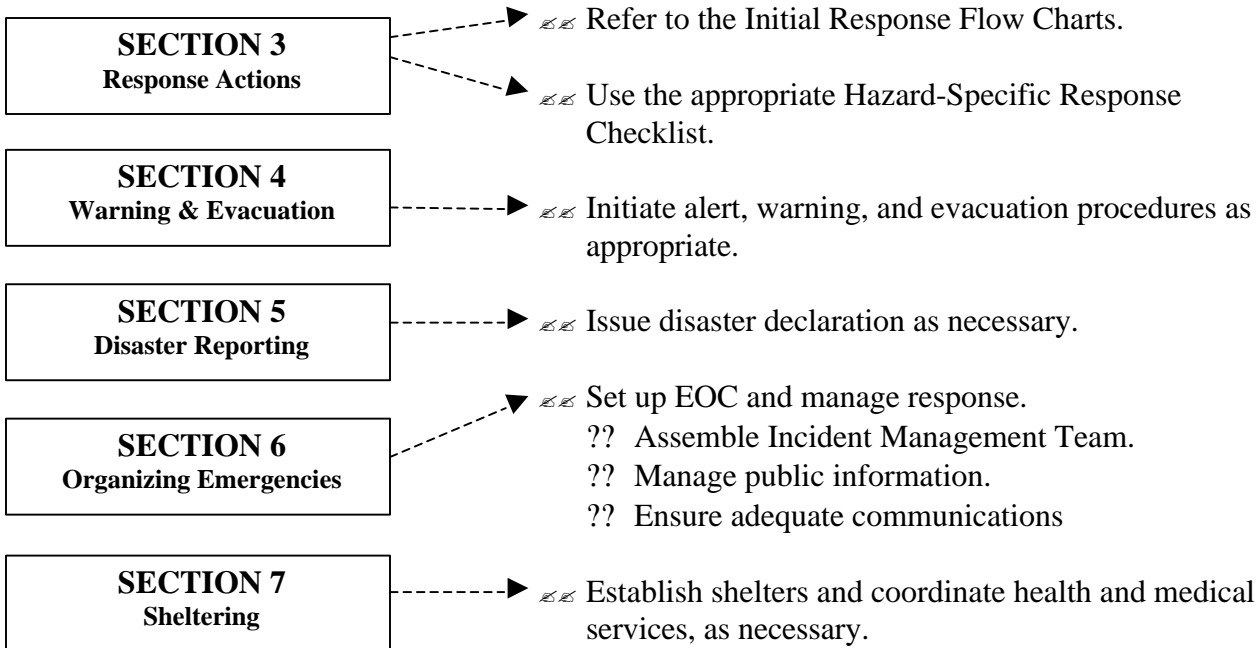 SECTION 3
Response Actions
✍✍ Refer to the Initial Response Flow Charts.
✍✍ Use the appropriate Hazard-Specific Response
Checklist.
SECTION 4
Warning & Evacuation
✍✍ Initiate alert, warning, and evacuation procedures as
appropriate.
SECTION 5
Disaster Reporting
✍✍ Issue disaster declaration as necessary.
SECTION 6
Organizing Emergencies
✍✍ Set up EOC and manage response.
?? Assemble Incident Management Team.
?? Manage public information.
?? Ensure adequate communications
SECTION 7
Sheltering
✍✍ Establish shelters and coordinate health and medical
services, as necessary.